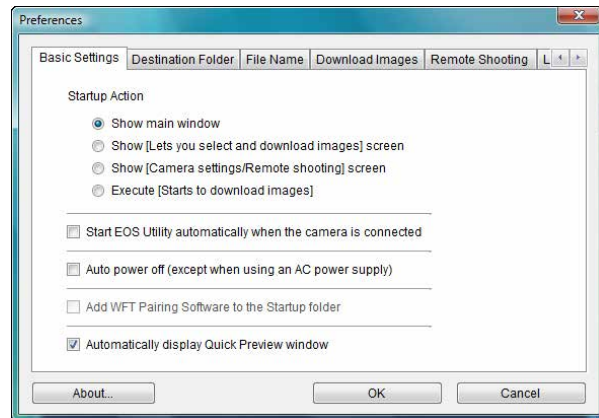 Preferences
Basic Settings Destination Folder File Name Download Images Remote Shooting L
Startup Action
Show main window
Show [Lets you select and download images] screen
Show [Camera settings/Remote shooting] screen
Execute [Starts to download images]
Start EOS Utility automatically when the camera is connected
Auto power off (except when using an AC power supply)
Add WFT Pairing Software to the Startup folder
Automatically display Quick Preview window
About... OK Cancel